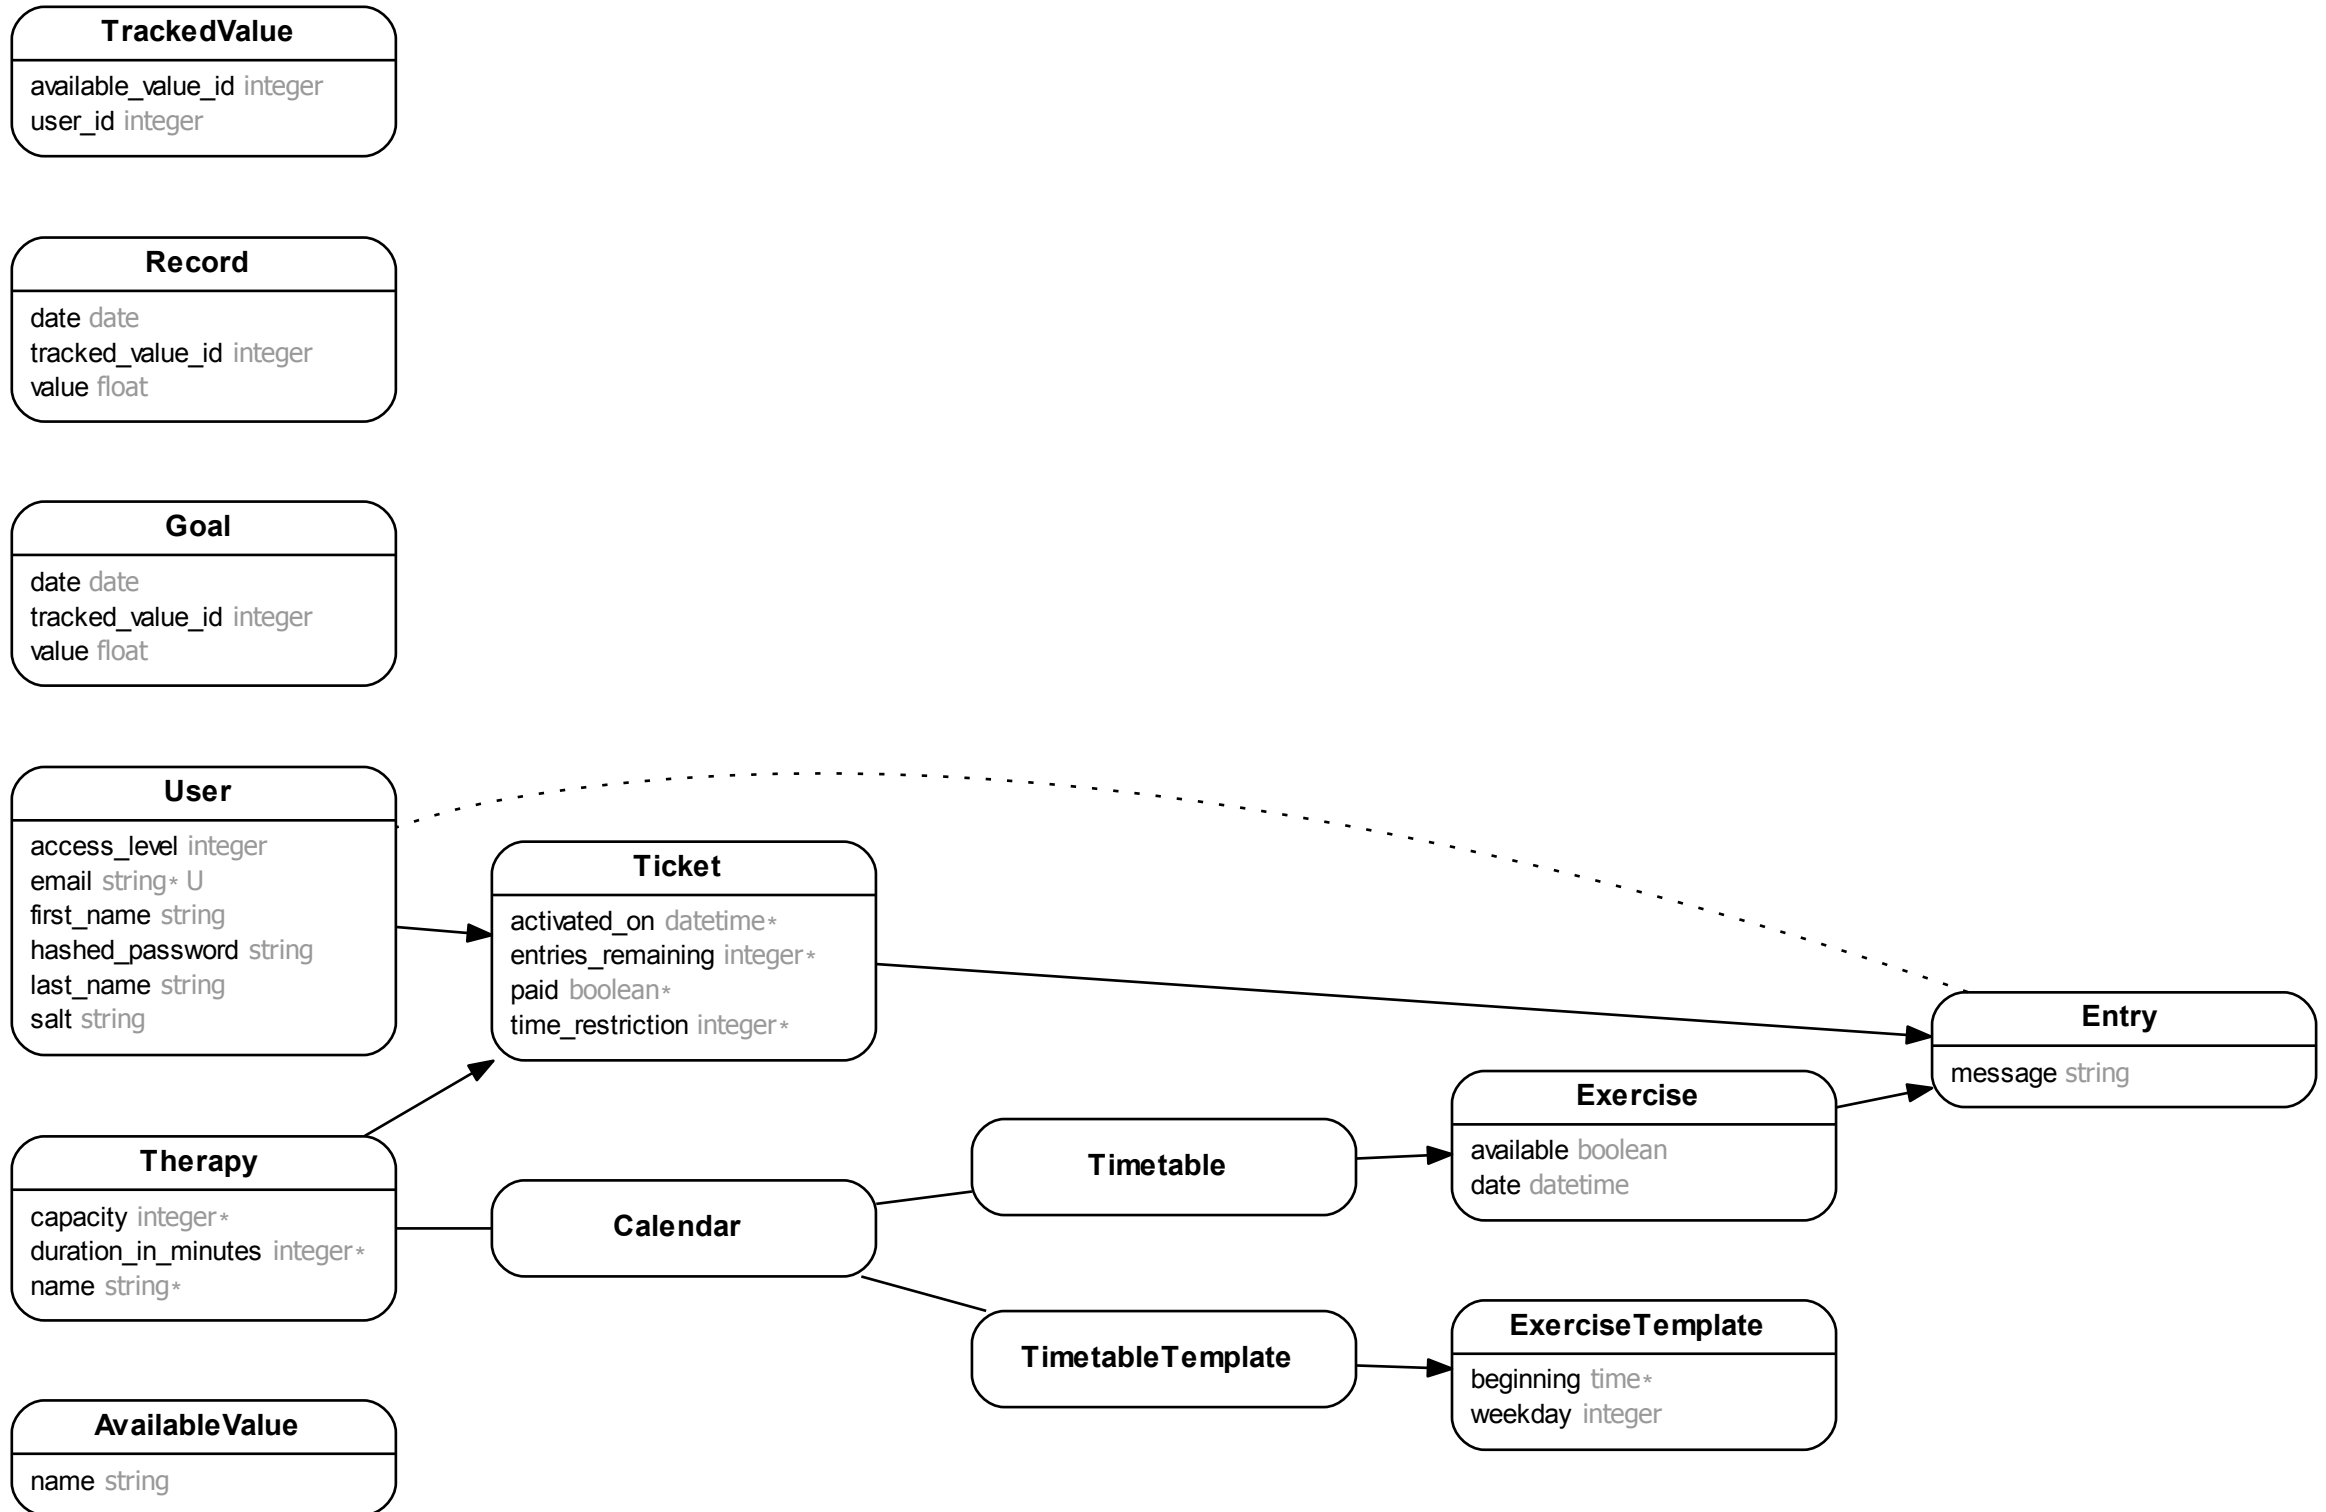 TrackedValue
available_value_id integer
user_id integer
Record
date date
tracked_value_id integer
value float
Goal
date date
tracked_value_id integer
value float
User
access_level integer
email string* U
first_name string
hashed_password string
last_name string
salt string
Ticket
activated_on datetime*
entries_remaining integer*
paid boolean*
time_restriction integer*
Entry
message string
Exercise
available boolean
date datetime
Timetable
Therapy
capacity integer*
duration_in_minutes integer*
name string*
Calendar
TimetableTemplate
ExerciseTemplate
beginning time*
weekday integer
AvailableValue
name string